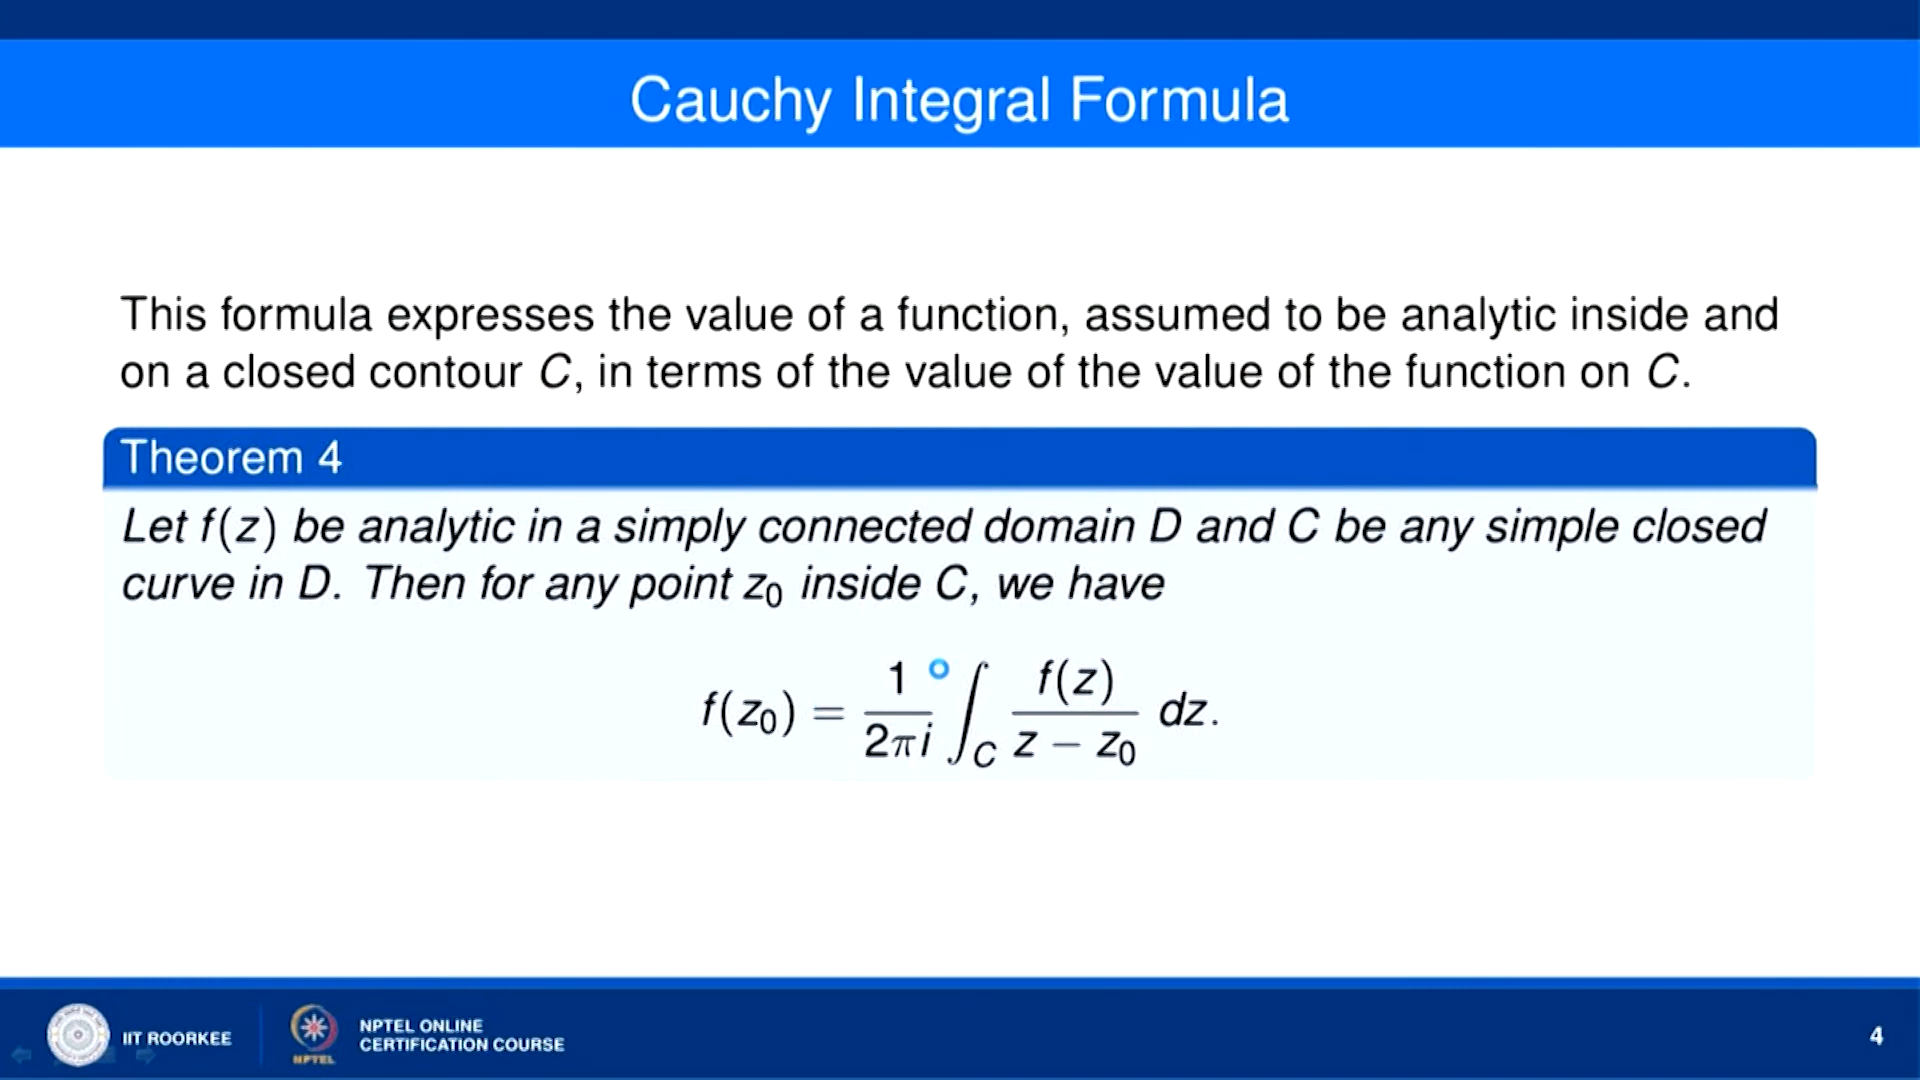 Cauchy Integral Formula
This formula expresses the value of a function, assumed to be analytic inside and
on a closed contour C, in terms of the value of the value of the function on C.
Theorem 4
Let f(z) be analytic in a simply connected domain D and C be any simple closed
curve in D. Then for any point z₀ inside C, we have
f(z₀) = \frac{1}{2πi} ∫_C \frac{f(z)}{z − z₀} dz.
IIT ROORKEE
NPTEL
NPTEL ONLINE
CERTIFICATION COURSE
4